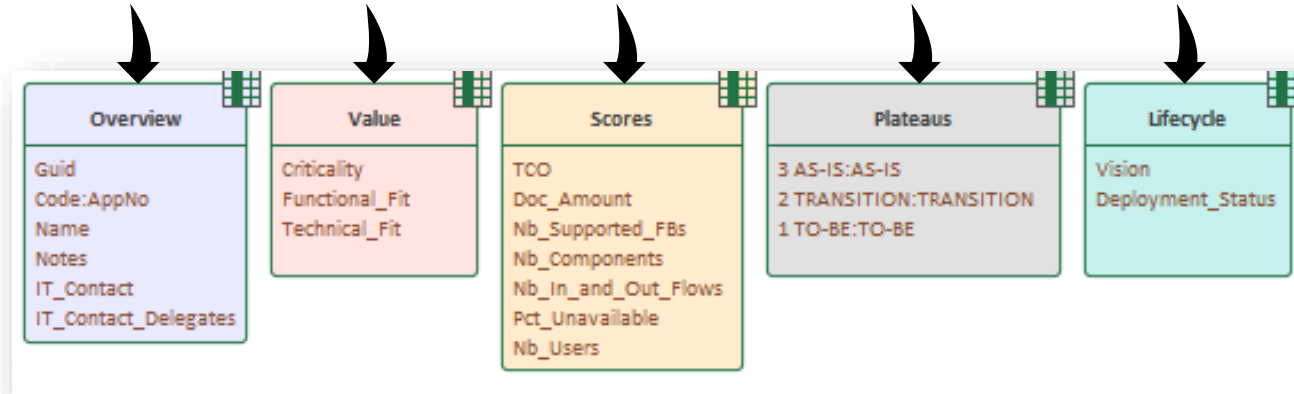 Overview
Guid
Code:AppNo
Name
Notes
IT_Contact
IT_Contact_Delegates
Value
Criticality
Functional_Fit
Technical_Fit
Scores
TCO
Doc_Amount
Nb_Supported_FBs
Nb_Components
Nb_In_and_Out_Flows
Pct_Unavailable
Nb_Users
Plateaus
3 AS-IS:AS-IS
2 TRANSITION:TRANSITION
1 TO-BE:TO-BE
Lifecycle
Vision
Deployment_Status